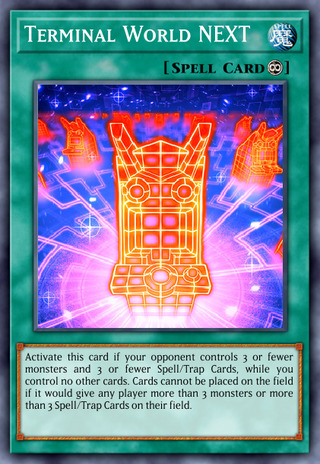 Terminal World NEXT
魔
[Spell Card]
Activate this card if your opponent controls 3 or fewer
monsters and 3 or fewer Spell/Trap Cards, while you
control no other cards. Cards cannot be placed on the field
if it would give any player more than 3 monsters or more
than 3 Spell/Trap Cards on their field.